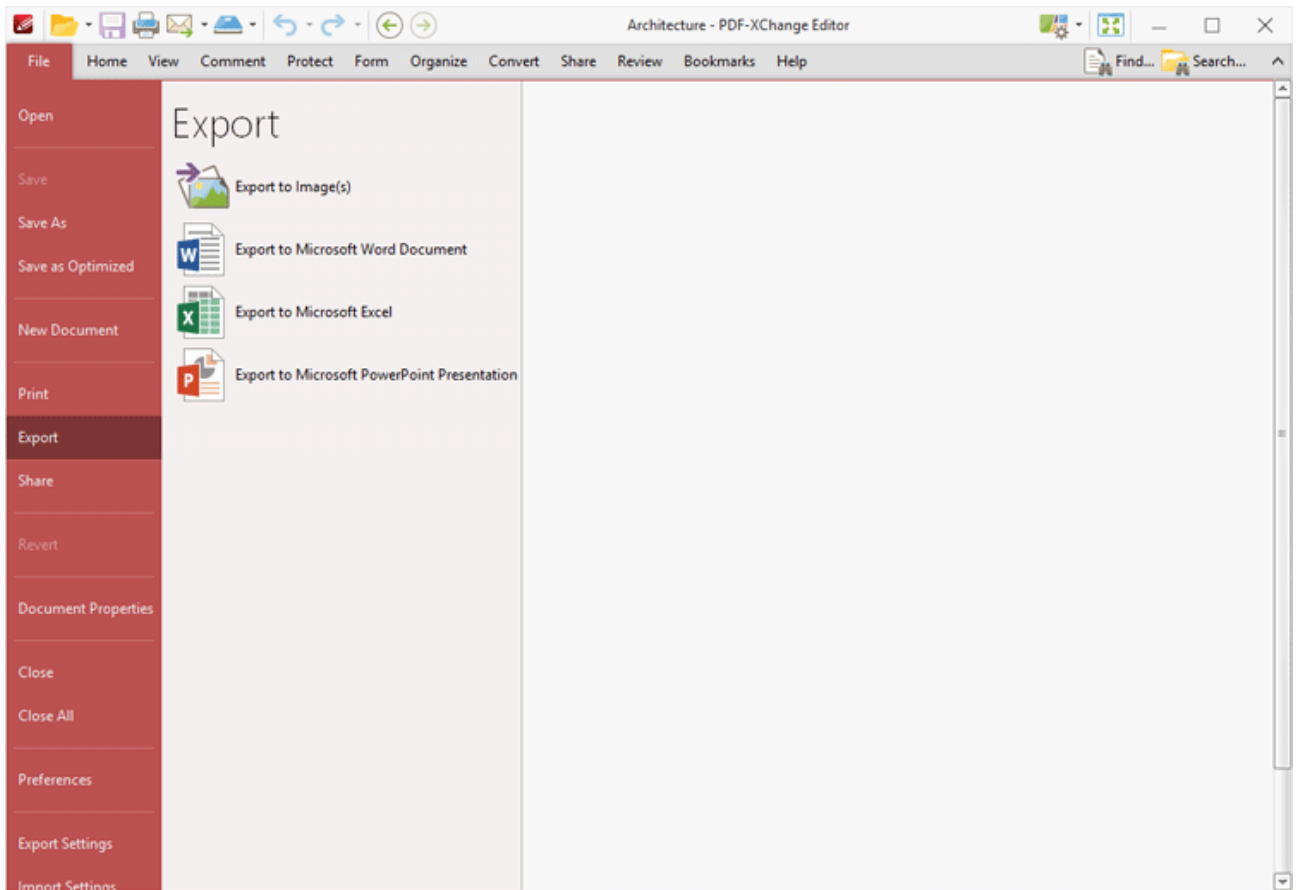 Architecture - PDF-XChange Editor
File Home View Comment Protect Form Organize Convert Share Review Bookmarks Help Find... Search...
Open
Save
Save As
Save as Optimized
New Document
Print
Export
Share
Revert
Document Properties
Close
Close All
Preferences
Export Settings
Import Settings
Export
Export to Image(s)
Export to Microsoft Word Document
Export to Microsoft Excel
Export to Microsoft PowerPoint Presentation